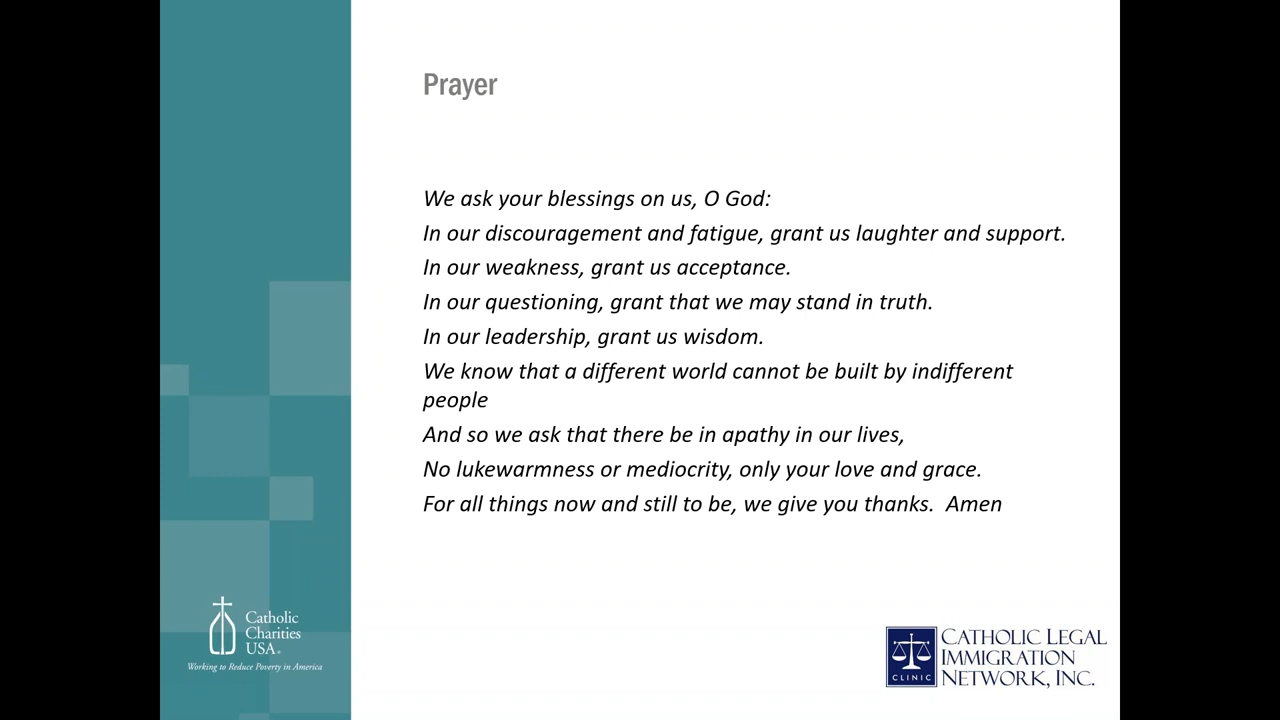 Prayer
We ask your blessings on us, O God:
In our discouragement and fatigue, grant us laughter and support.
In our weakness, grant us acceptance.
In our questioning, grant that we may stand in truth.
In our leadership, grant us wisdom.
We know that a different world cannot be built by indifferent
people
And so we ask that there be in apathy in our lives,
No lukewarmness or mediocrity, only your love and grace.
For all things now and still to be, we give you thanks.  Amen
Catholic
Charities
USA®
Working to Reduce Poverty in America
CLINIC
CATHOLIC LEGAL
IMMIGRATION
NETWORK, INC.